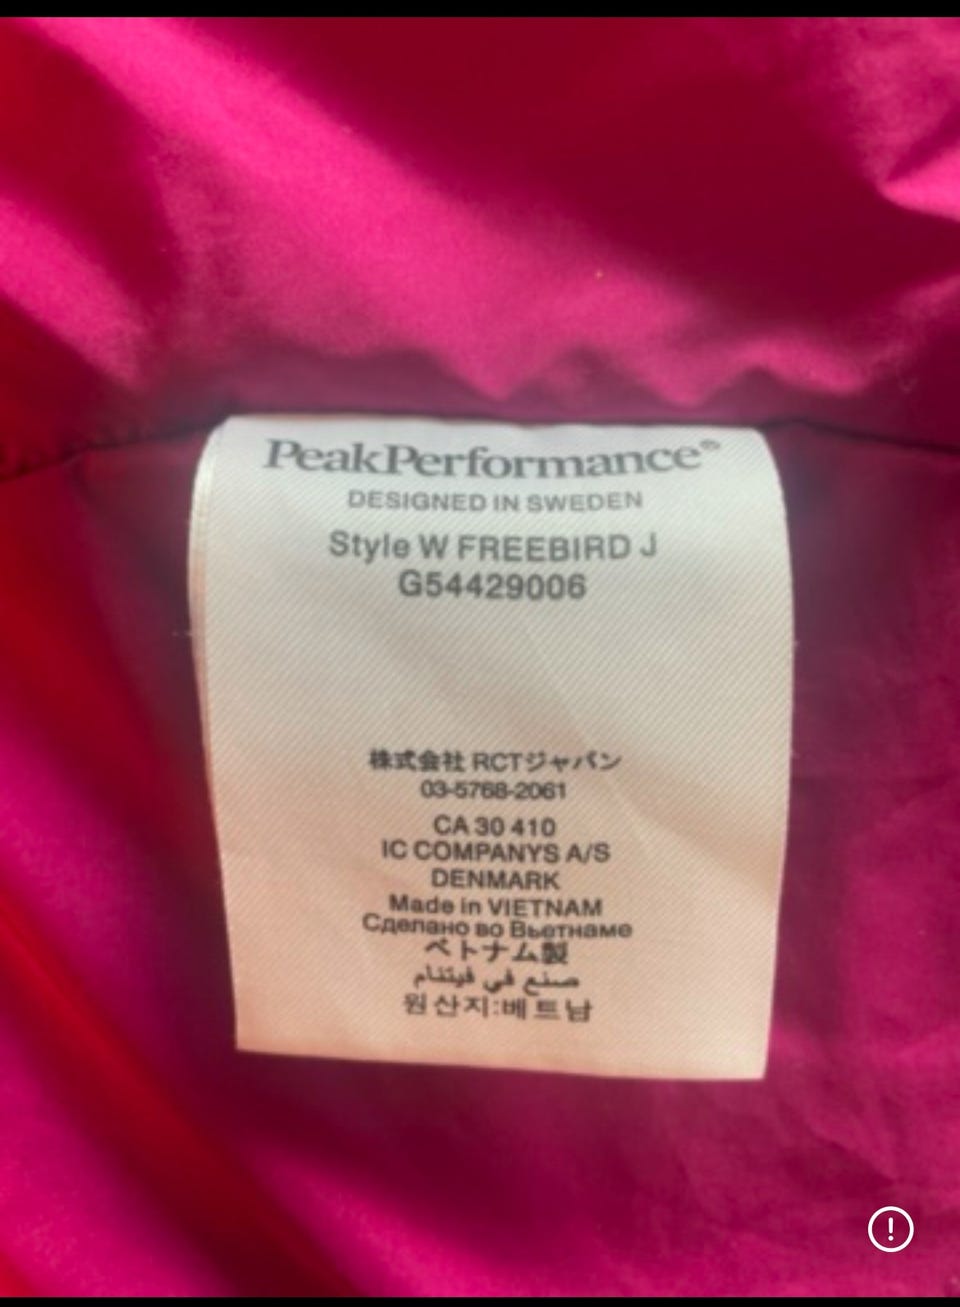 PeakPerformance®
DESIGNED IN SWEDEN
Style W FREEBIRD J
G54429006
株式会社 RCTジャパン
03-5768-2061
CA 30 410
IC COMPANYS A/S
DENMARK
Made in VIETNAM
Сделано во Вьетнаме
ベトナム製
صنع في فيتنام
원산지:베트남